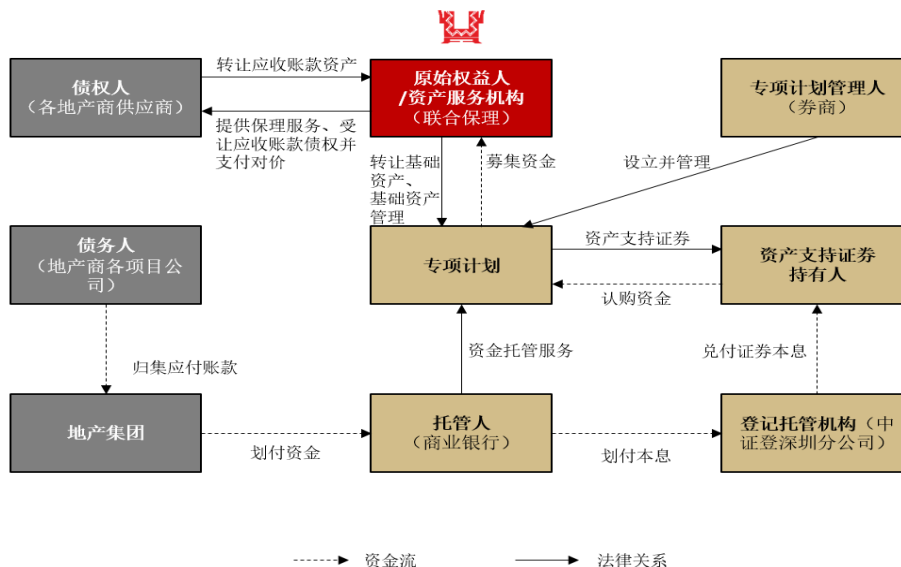 债权人
（各地产商供应商）
转让应收账款资产
提供保理服务、受
让应收账款债权并
支付对价
原始权益人
/资产服务机构
（联合保理）
专项计划管理人
（券商）
转让基础
资产、
基础资产
管理
募集资金
设立并管理
债务人
（地产商各项目公
司）
专项计划
资产支持证券
认购资金
资产支持证券
持有人
归集应付账款
资金托管服务
兑付证券本息
地产集团
划付资金
托管人
（商业银行）
划付本息
登记托管机构（中
证登深圳分公司）
资金流
法律关系